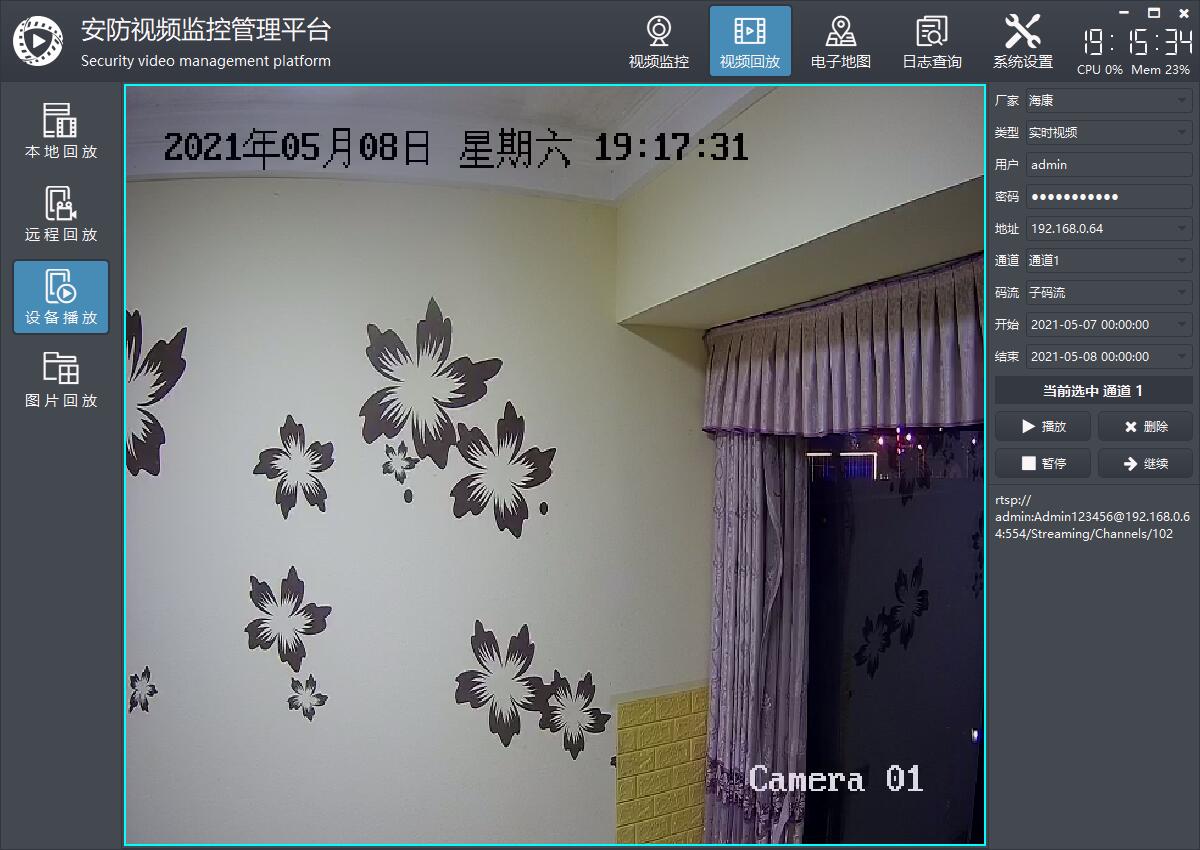 安防视频监控管理平台
Security video management platform
视频监控
视频回放
电子地图
日志查询
系统设置
19:15:34
CPU 0% Mem 23%
本地回放
远程回放
设备播放
图片回放
2021年05月08日 星期六 19:17:31
Camera 01
厂家 海康
类型 实时视频
用户 admin
密码 ●●●●●●●●●●●
地址 192.168.0.64
通道 通道1
码流 子码流
开始 2021-05-07 00:00:00
结束 2021-05-08 00:00:00
当前选中 通道 1
播放 删除
暂停 继续
rtsp://
admin:Admin123456@192.168.0.6
4:554/Streaming/Channels/102